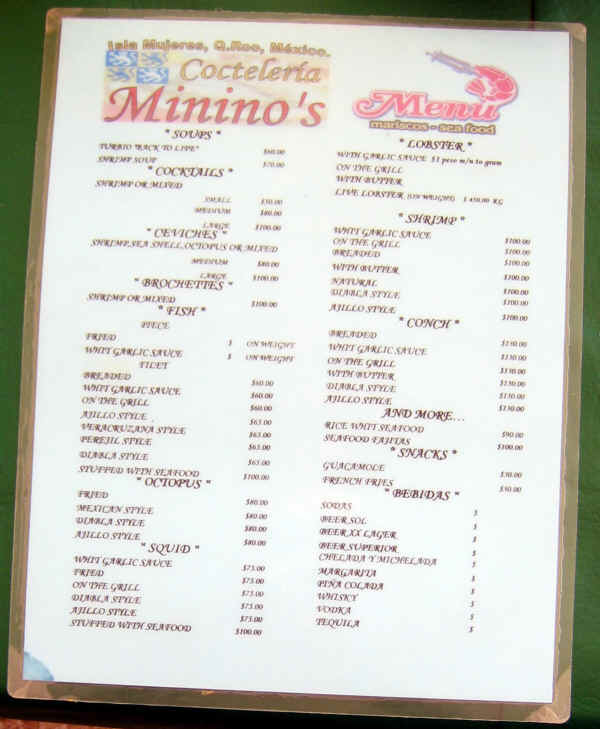 Isla Mujeres, Q.Roo, México.
Coctelería
Minino's
" SOUPS "
TURBIO "BACK TO LIFE" $60.00
SHRIMP SOUP $70.00
" COCKTAILS "
SHRIMP OR MIXED
SMALL $50.00
MEDIUM $80.00
LARGE $100.00
" CEVICHES "
SHRIMP,SEA SHELL,OCTOPUS OR MIXED
MEDIUM $80.00
LARGE $100.00
" BROCHETTES "
SHRIMP OR MIXED $100.00
" FISH "
PIECE
FRIED $ ON WEIGHT
WHIT GARLIC SAUCE $ ON WEIGHT
FILET
BREADED $60.00
WHIT GARLIC SAUCE $60.00
ON THE GRILL $60.00
AJILLO STYLE $65.00
VERACRUZANA STYLE $65.00
PEREJIL STYLE $65.00
DIABLA STYLE $65.00
STUFFED WITH SEAFOOD $100.00
" OCTOPUS "
FRIED $80.00
MEXICAN STYLE $80.00
DIABLA STYLE $80.00
AJILLO STYLE $80.00
" SQUID "
WHIT GARLIC SAUCE $75.00
FRIED $75.00
ON THE GRILL $75.00
DIABLA STYLE $75.00
AJILLO STYLE $75.00
STUFFED WITH SEAFOOD $100.00
Menu
mariscos - sea food
" LOBSTER "
WITH GARLIC SAUCE $1 peso m/n to gram
ON THE GRILL
WITH BUTTER
LIVE LOBSTER (ON WEIGHT) $ 450.00 KG
" SHRIMP "
WHIT GARLIC SAUCE $100.00
ON THE GRILL $100.00
BREADED $100.00
WITH BUTTER $100.00
NATURAL $100.00
DIABLA STYLE $100.00
AJILLO STYLE $100.00
" CONCH "
BREADED $130.00
WHIT GARLIC SAUCE $130.00
ON THE GRILL $130.00
WITH BUTTER $130.00
DIABLA STYLE $130.00
AJILLO STYLE $130.00
AND MORE...
RICE WHIT SEAFOOD $90.00
SEAFOOD FAJITAS $100.00
" SNACKS "
GUACAMOLE $30.00
FRENCH FRIES $30.00
" BEBIDAS "
SODAS $
BEER SOL $
BEER XX LAGER $
BEER SUPERIOR $
CHELADA Y MICHELADA $
MARGARITA $
PIÑA COLADA $
WHISKY $
VODKA $
TEQUILA $